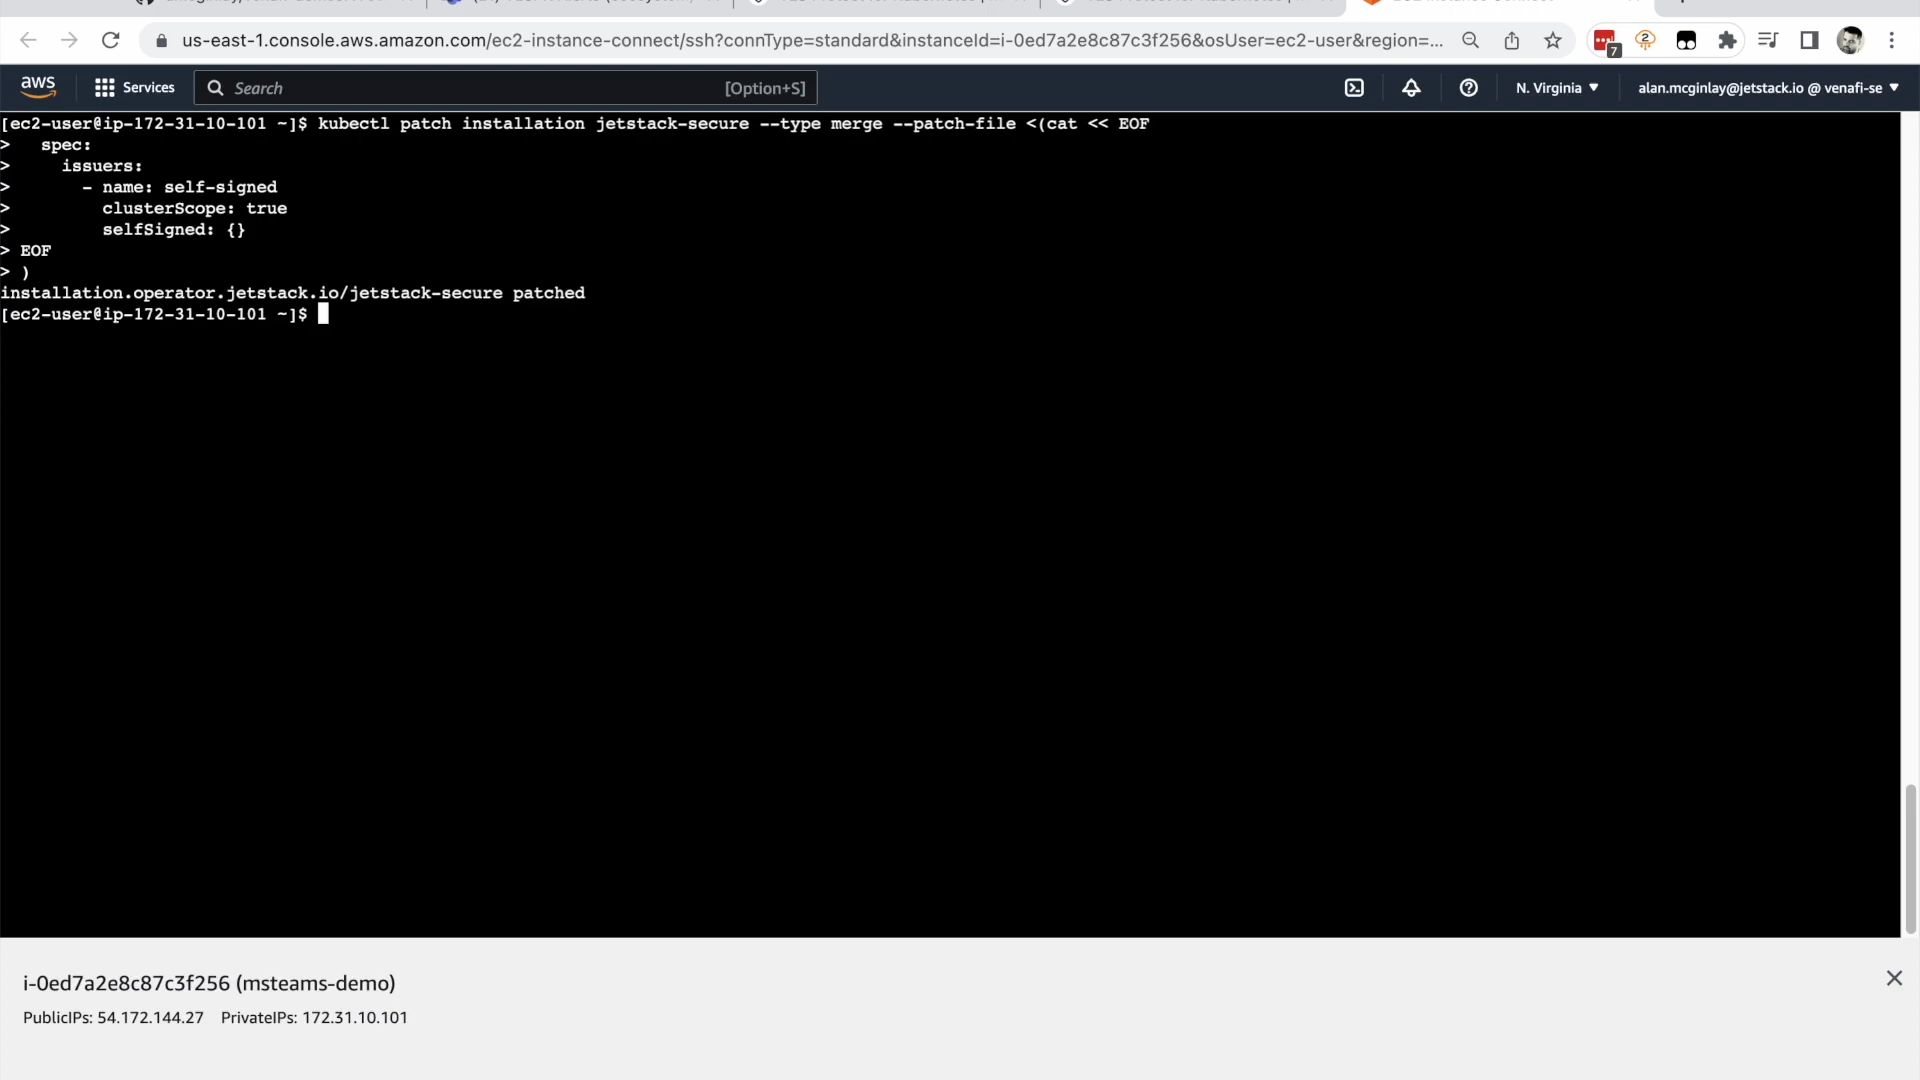 us-east-1.console.aws.amazon.com/ec2-instance-connect/ssh?connType=standard&instanceId=i-0ed7a2e8c87c3f256&osUser=ec2-user&region=...
7
2
aws
Services
Search
[Option+S]
N. Virginia
alan.mcginlay@jetstack.io @ venafi-se
[ec2-user@ip-172-31-10-101 ~]$ kubectl patch installation jetstack-secure --type merge --patch-file <(cat << EOF
>   spec:
>     issuers:
>       - name: self-signed
>         clusterScope: true
>         selfSigned: {}
> EOF
> )
installation.operator.jetstack.io/jetstack-secure patched
[ec2-user@ip-172-31-10-101 ~]$
i-0ed7a2e8c87c3f256 (msteams-demo)
PublicIPs: 54.172.144.27 PrivateIPs: 172.31.10.101